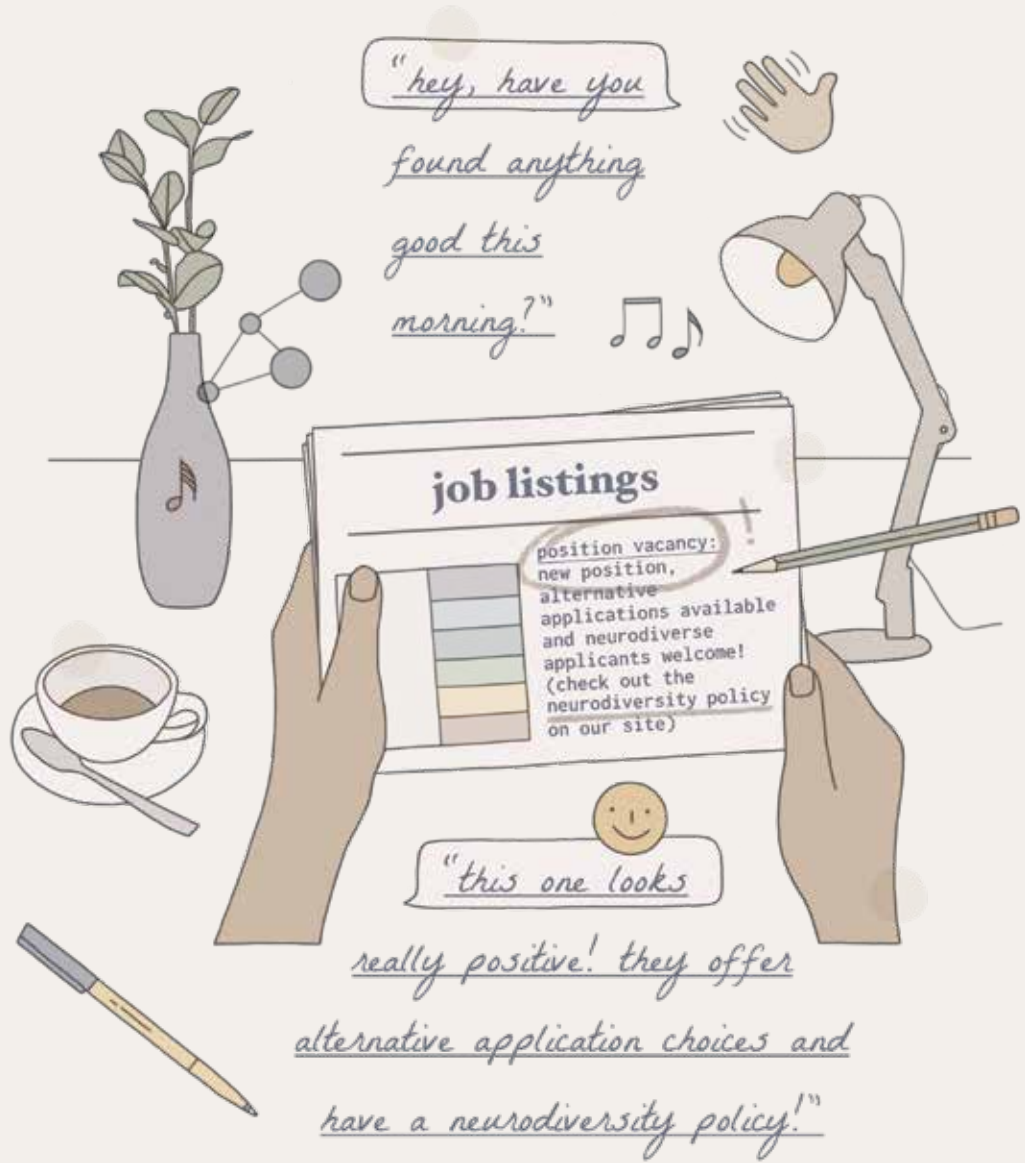 "hey, have you
found anything
good this
morning?"
job listings
position vacancy:
new position,
alternative
applications available
and neurodiverse
applicants welcome!
(check out the
neurodiversity policy
on our site)
"this one looks
really positive! they offer
alternative application choices and
have a neurodiversity policy!"